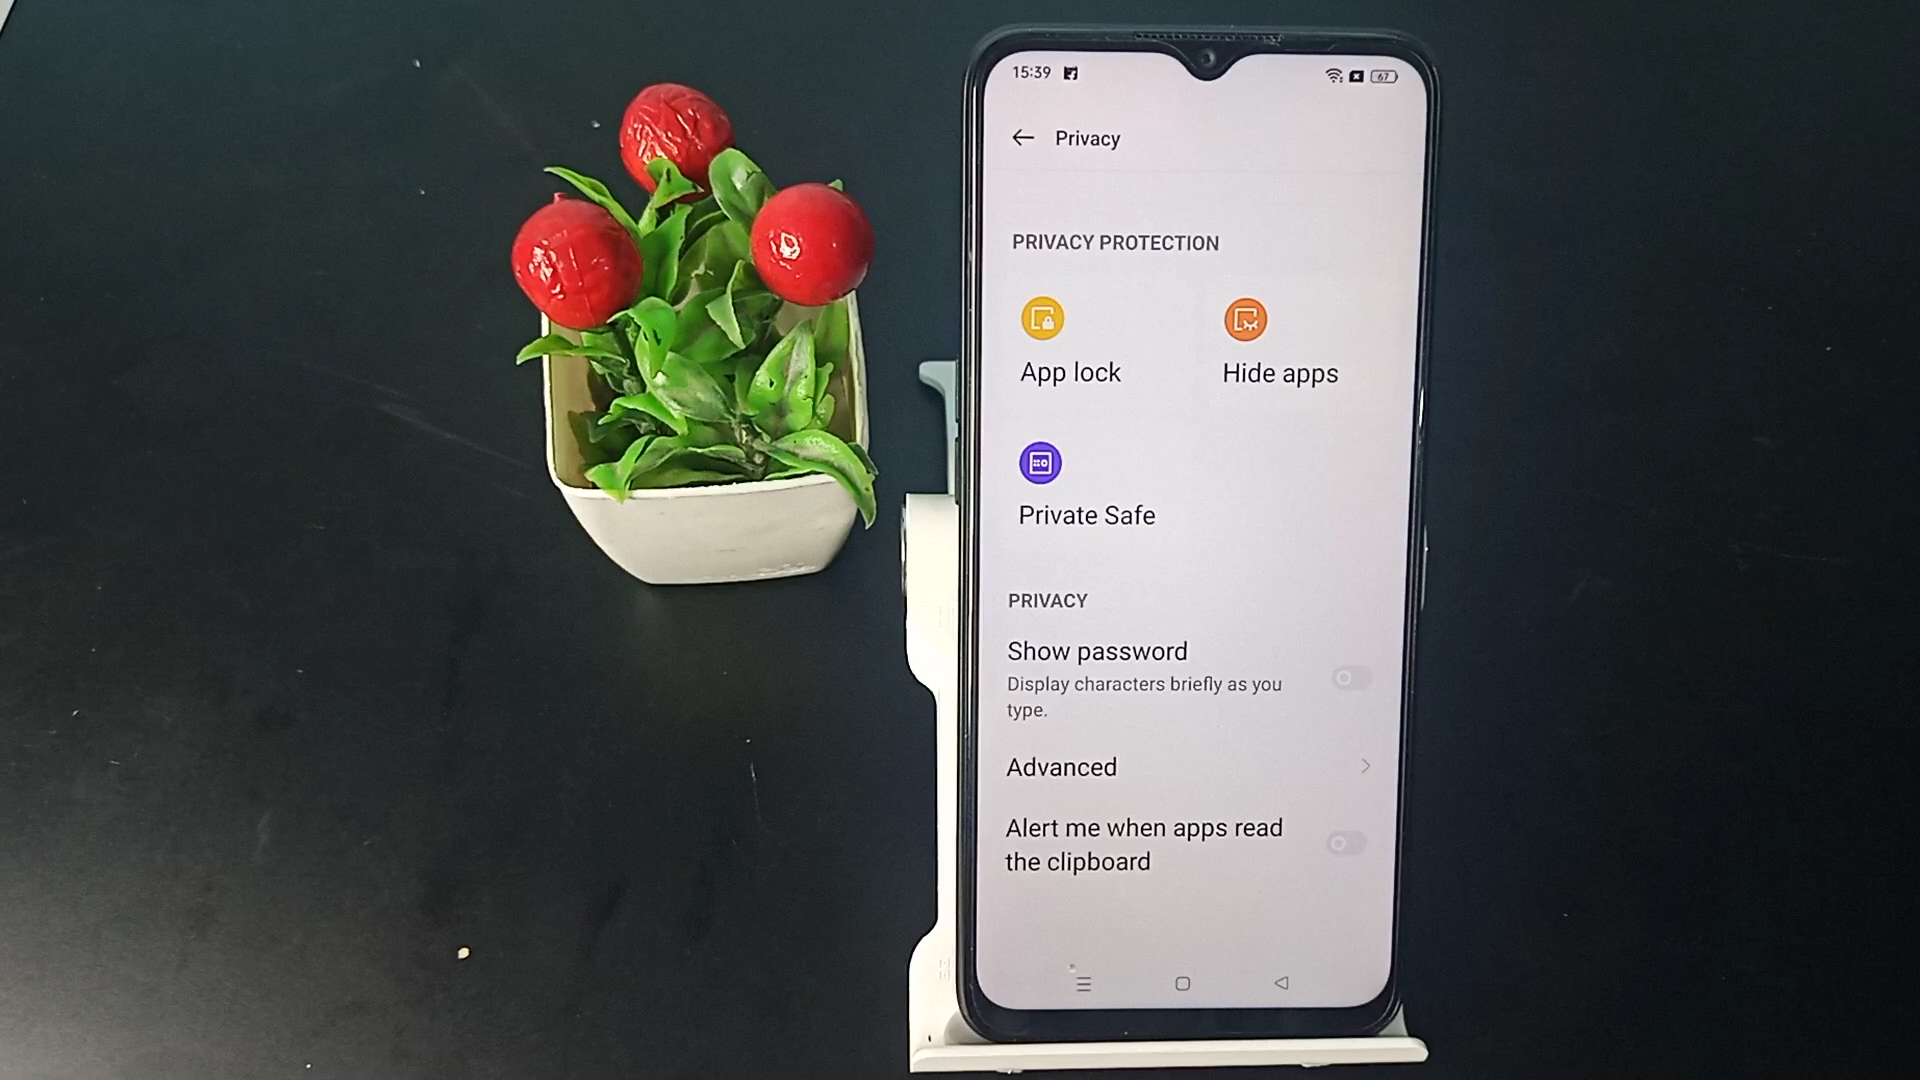 15:39
67
Privacy
PRIVACY PROTECTION
App lock
Hide apps
Private Safe
PRIVACY
Show password
Display characters briefly as you
type.
Advanced
Alert me when apps read
the clipboard